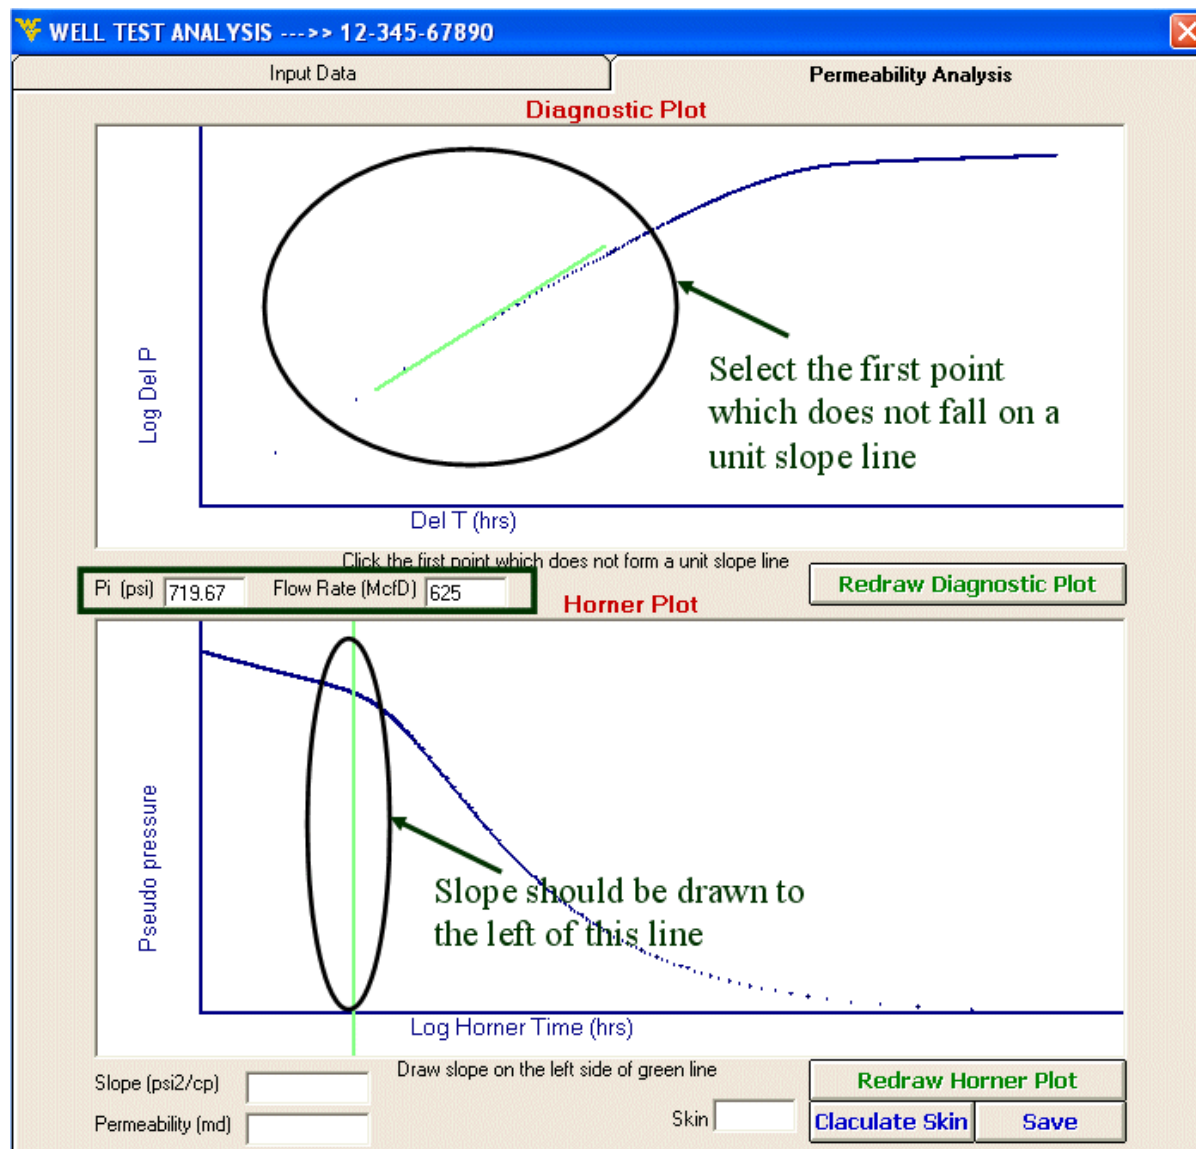 WELL TEST ANALYSIS --->> 12-345-67890
Input Data
Permeability Analysis
Diagnostic Plot
Log Del P
Select the first point
which does not fall on a
unit slope line
Del T (hrs)
Click the first point which does not form a unit slope line
Pi (psi) 719.67 Flow Rate (McfD) 625
Redraw Diagnostic Plot
Horner Plot
Pseudo pressure
Slope should be drawn to
the left of this line
Log Horner Time (hrs)
Draw slope on the left side of green line
Slope (psi2/cp)
Redraw Horner Plot
Permeability (md)
Skin
Claculate Skin
Save